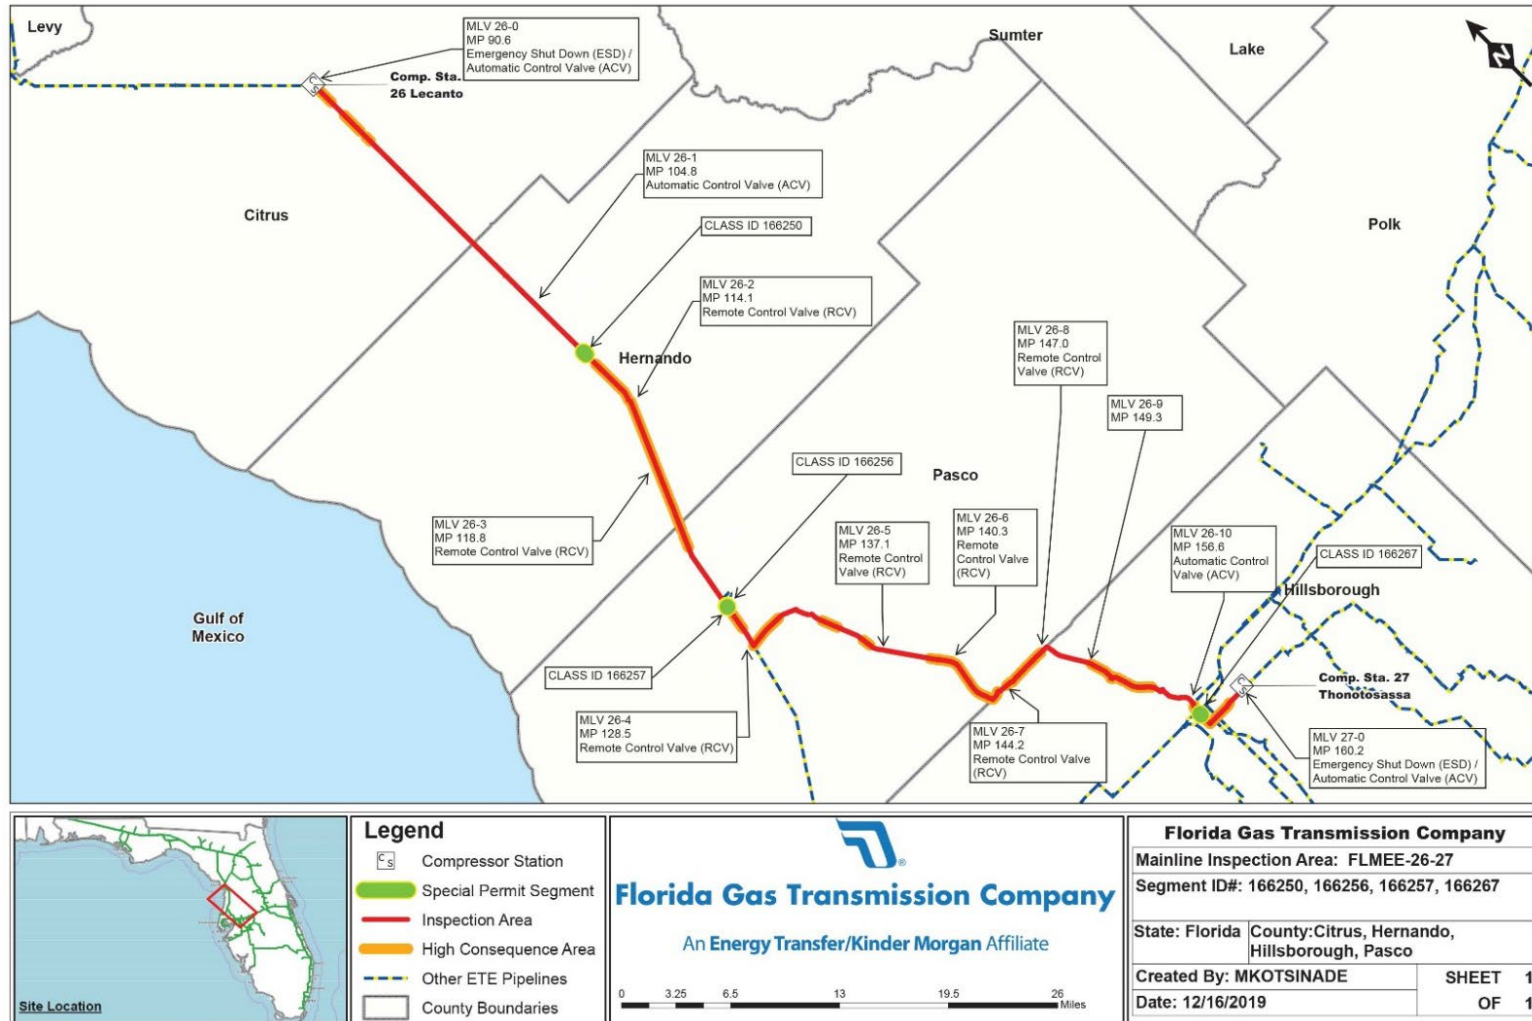 Levy
MLV 26-0
MP 90.6
Emergency Shut Down (ESD) /
Automatic Control Valve (ACV)
Comp. Sta.
26 Lecanto
C
S
Sumter
Lake
N
MLV 26-1
MP 104.8
Automatic Control Valve (ACV)
Citrus
CLASS ID 166250
Polk
MLV 26-2
MP 114.1
Remote Control Valve (RCV)
Hernando
MLV 26-8
MP 147.0
Remote Control
Valve (RCV)
MLV 26-9
MP 149.3
CLASS ID 166256
Pasco
MLV 26-3
MP 118.8
Remote Control Valve (RCV)
MLV 26-5
MP 137.1
Remote Control
Valve (RCV)
MLV 26-6
MP 140.3
Remote
Control Valve
(RCV)
MLV 26-10
MP 156.6
Automatic Control
Valve (ACV)
CLASS ID 166267
Hillsborough
Gulf of
Mexico
CLASS ID 166257
C
S
Comp. Sta. 27
Thonotosassa
MLV 26-4
MP 128.5
Remote Control Valve (RCV)
MLV 26-7
MP 144.2
Remote Control Valve
(RCV)
MLV 27-0
MP 160.2
Emergency Shut Down (ESD) /
Automatic Control Valve (ACV)
Site Location
Legend
C S Compressor Station
Special Permit Segment
Inspection Area
High Consequence Area
Other ETE Pipelines
County Boundaries
®
Florida Gas Transmission Company
An Energy Transfer/Kinder Morgan Affiliate
0 3.25 6.5 13 19.5 26
Miles
Florida Gas Transmission Company
Mainline Inspection Area: FLMEE-26-27
Segment ID#: 166250, 166256, 166257, 166267
State: Florida
County:Citrus, Hernando,
Hillsborough, Pasco
Created By: MKOTSINADE
Date: 12/16/2019
SHEET 1
OF 1